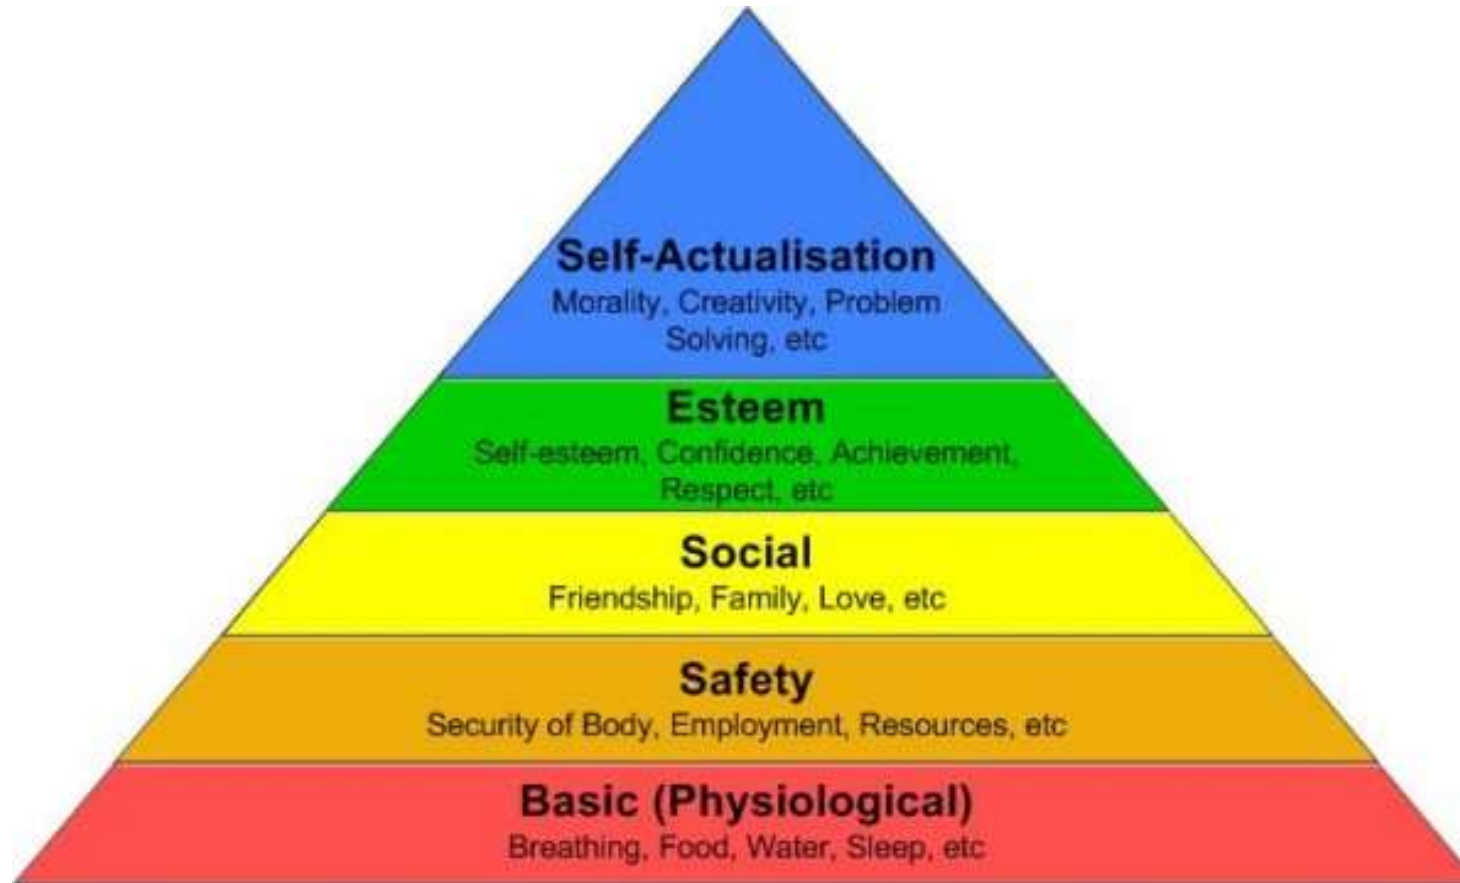 Self-Actualisation
Morality, Creativity, Problem
Solving, etc
Esteem
Self-esteem, Confidence, Achievement,
Respect, etc
Social
Friendship, Family, Love, etc
Safety
Security of Body, Employment, Resources, etc
Basic (Physiological)
Breathing, Food, Water, Sleep, etc